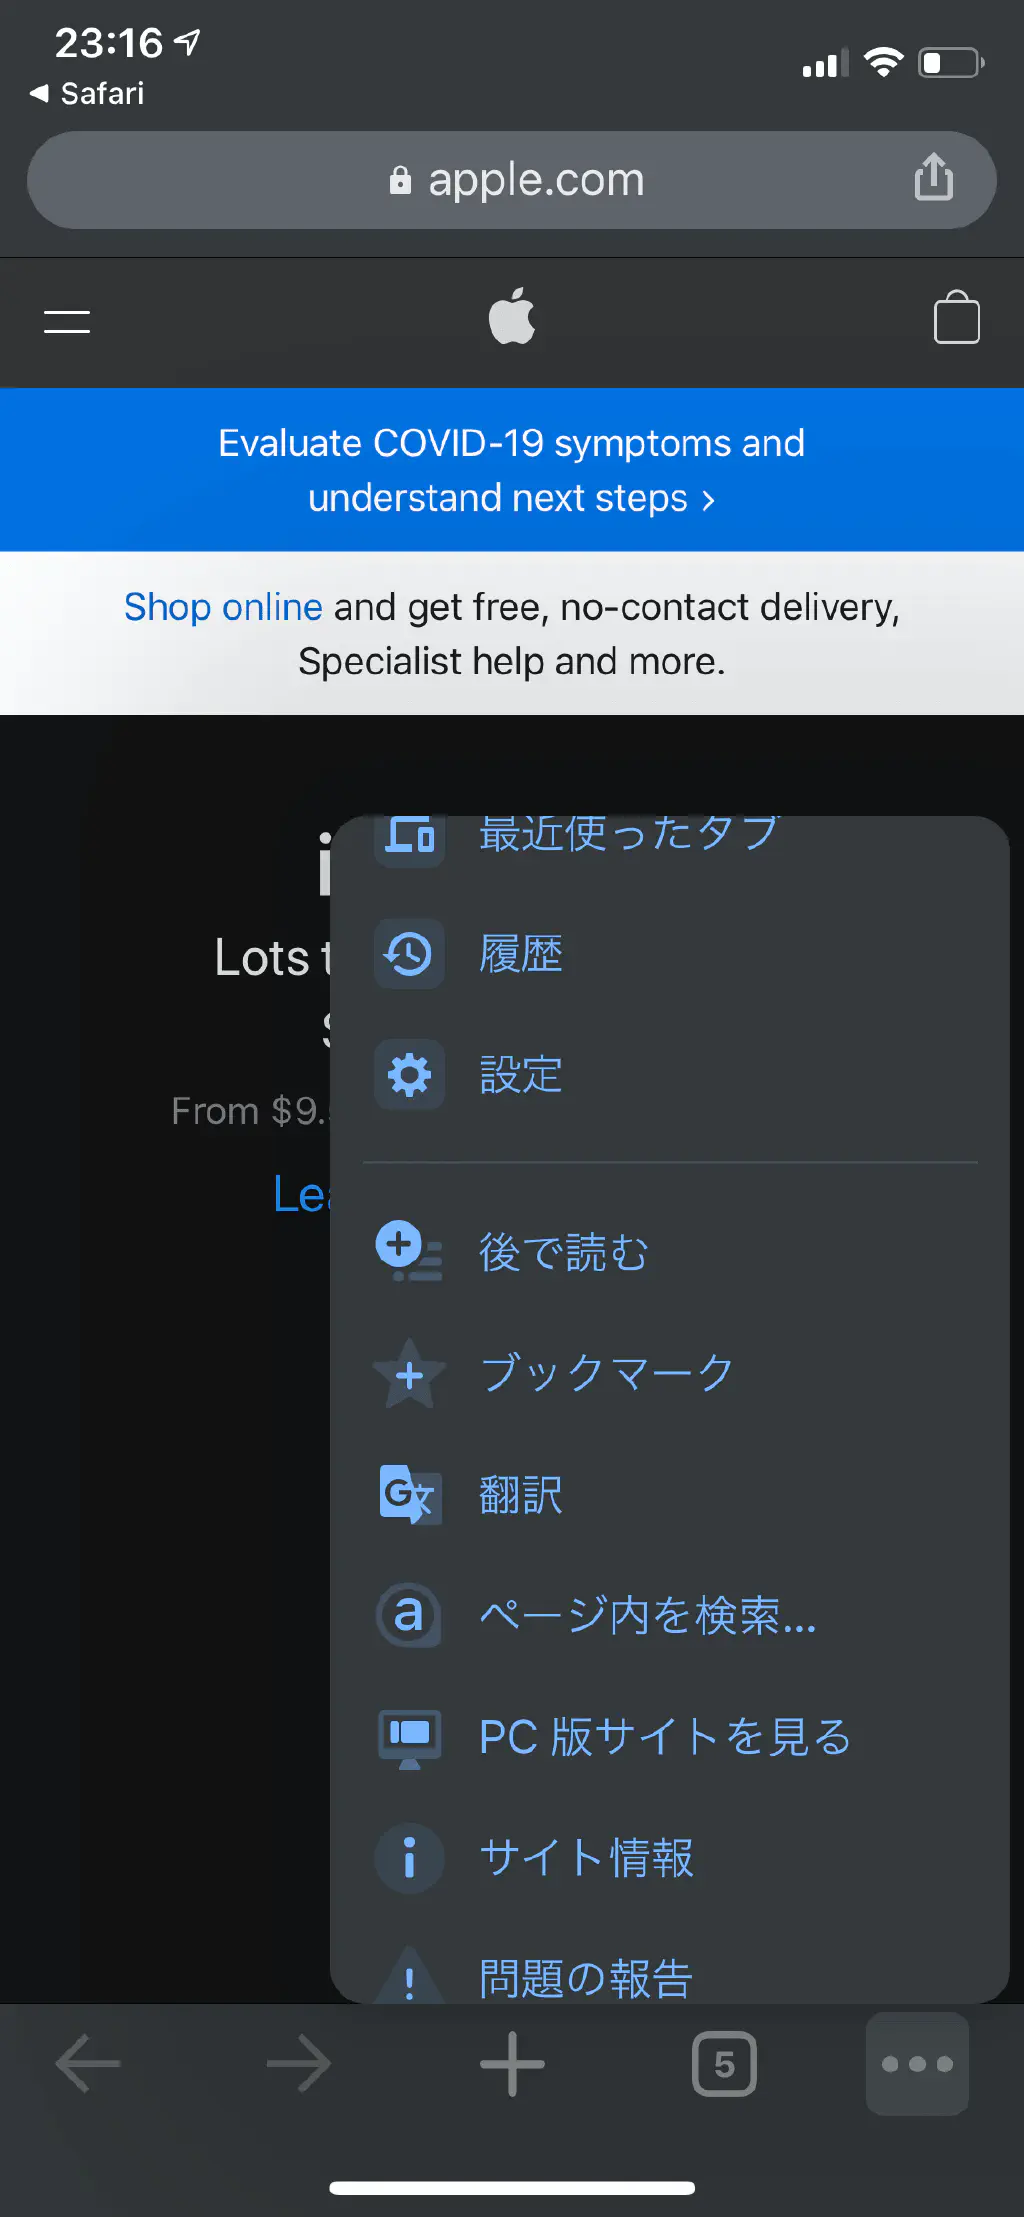 23:16
◀ Safari
apple.com
Evaluate COVID-19 symptoms and
understand next steps ›
Shop online and get free, no-contact delivery,
Specialist help and more.
最近使ったタブ
Lots
履歴
設定
From $9.
後で読む
ブックマーク
翻訳
ページ内を検索...
PC 版サイトを見る
サイト情報
問題の報告
5